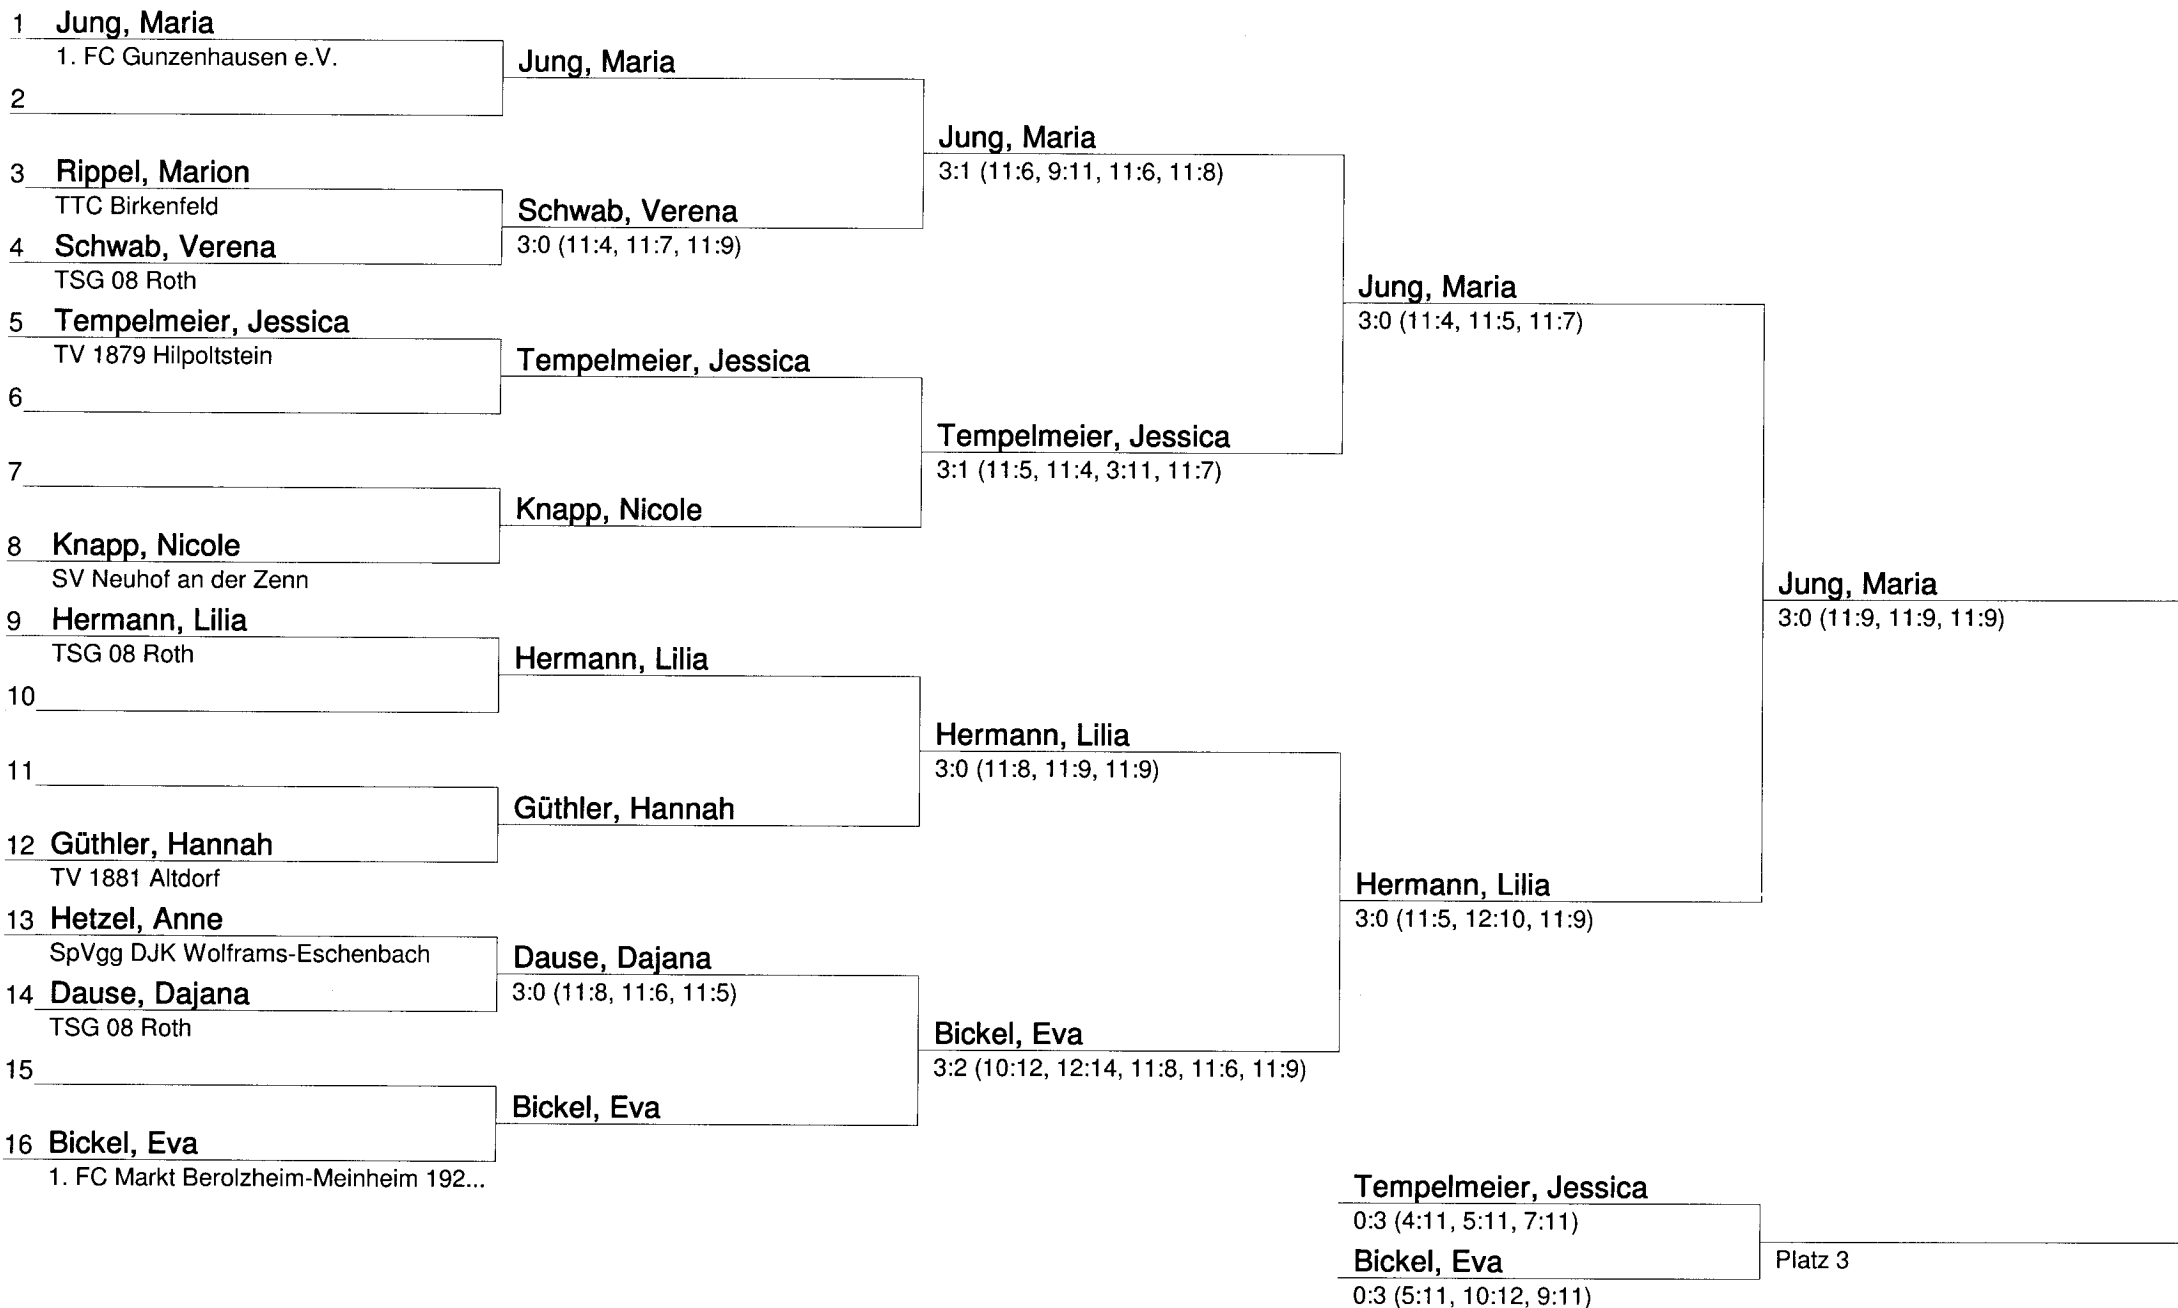 1 Jung, Maria
1. FC Gunzenhausen e.V.
Jung, Maria
2
Jung, Maria
3:1 (11:6, 9:11, 11:6, 11:8)
3 Rippel, Marion
TTC Birkenfeld
Schwab, Verena
3:0 (11:4, 11:7, 11:9)
4 Schwab, Verena
TSG 08 Roth
Jung, Maria
3:0 (11:4, 11:5, 11:7)
5 Tempelmeier, Jessica
TV 1879 Hilpoltstein
Tempelmeier, Jessica
6
Tempelmeier, Jessica
3:1 (11:5, 11:4, 3:11, 11:7)
7
Knapp, Nicole
8 Knapp, Nicole
SV Neuhof an der Zenn
Jung, Maria
3:0 (11:9, 11:9, 11:9)
9 Hermann, Lilia
TSG 08 Roth
Hermann, Lilia
10
Hermann, Lilia
3:0 (11:8, 11:9, 11:9)
11
Güthler, Hannah
12 Güthler, Hannah
TV 1881 Altdorf
Hermann, Lilia
3:0 (11:5, 12:10, 11:9)
13 Hetzel, Anne
SpVgg DJK Wolframs-Eschenbach
Dause, Dajana
3:0 (11:8, 11:6, 11:5)
14 Dause, Dajana
TSG 08 Roth
Bickel, Eva
3:2 (10:12, 12:14, 11:8, 11:6, 11:9)
15
Bickel, Eva
16 Bickel, Eva
1. FC Markt Berolzheim-Meinheim 192...
Tempelmeier, Jessica
0:3 (4:11, 5:11, 7:11)
Bickel, Eva
0:3 (5:11, 10:12, 9:11)
Platz 3